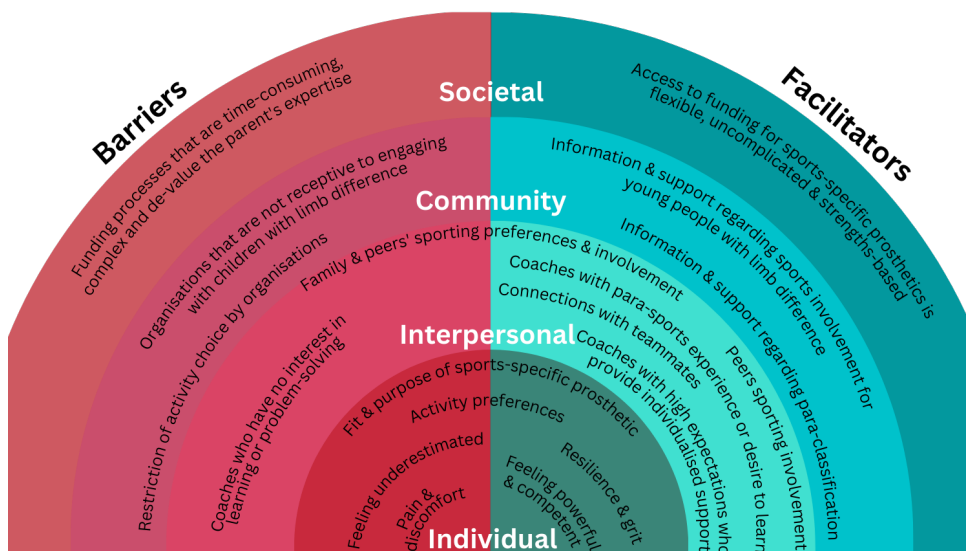 Barriers
Facilitators
Societal
Funding processes that are time-consuming,
complex and de-value the parent's expertise
Access to funding for sports-specific prosthetics is
flexible, uncomplicated & strengths-based
Community
Organisations that are not receptive to engaging
with children with limb difference
Restriction of activity choice by organisations
Information & support regarding sports involvement for
young people with limb difference
Information & support regarding para-classification
Interpersonal
Family & peers' sporting preferences & involvement
Coaches who have no interest in
learning or problem-solving
Coaches with para-sports experience or desire to learn
Connections with teammates
Peers sporting involvement
Coaches with high expectations who
provide individualised support
Individual
Fit & purpose of sports-specific prosthetic
Activity preferences
Feeling underestimated
Pain &
discomfort
Resilience & grit
Feeling powerful
& competent